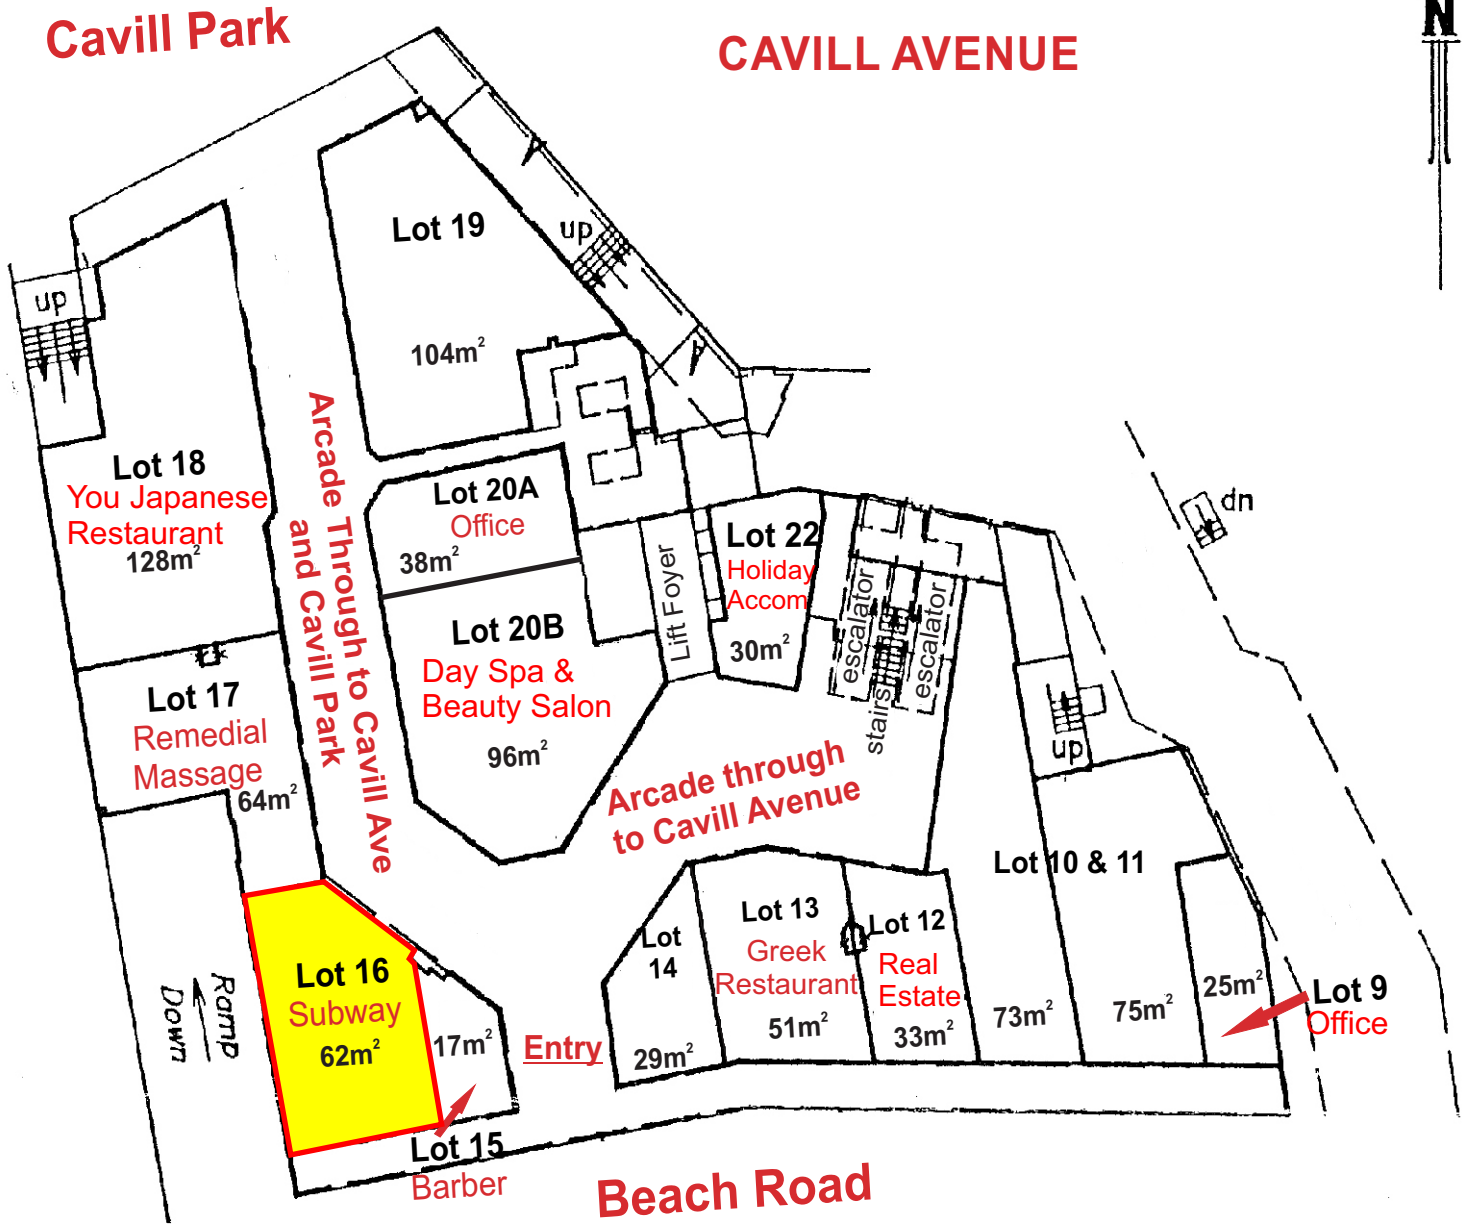 Cavill Park
CAVILL AVENUE
N
Lot 19
up
104m²
up
Lot 18
You Japanese
Restaurant
128m²
Arcade Through to Cavill Ave
and Cavill Park
Lot 20A
Office
38m²
Lot 20B
Day Spa &
Beauty Salon
96m²
Lift Foyer
Lot 22
Holiday
Accom
30m²
escalator
stairs
escalator
dn
up
Lot 17
Remedial
Massage
64m²
Arcade through
to Cavill Avenue
Lot 10 & 11
73m²
75m²
25m²
Lot 9
Office
Lot 12
Real
Estate
33m²
Lot 13
Greek
Restaurant
51m²
Lot
14
29m²
Entry
Lot 16
Subway
62m²
17m²
Lot 15
Barber
Ramp
Down
Beach Road